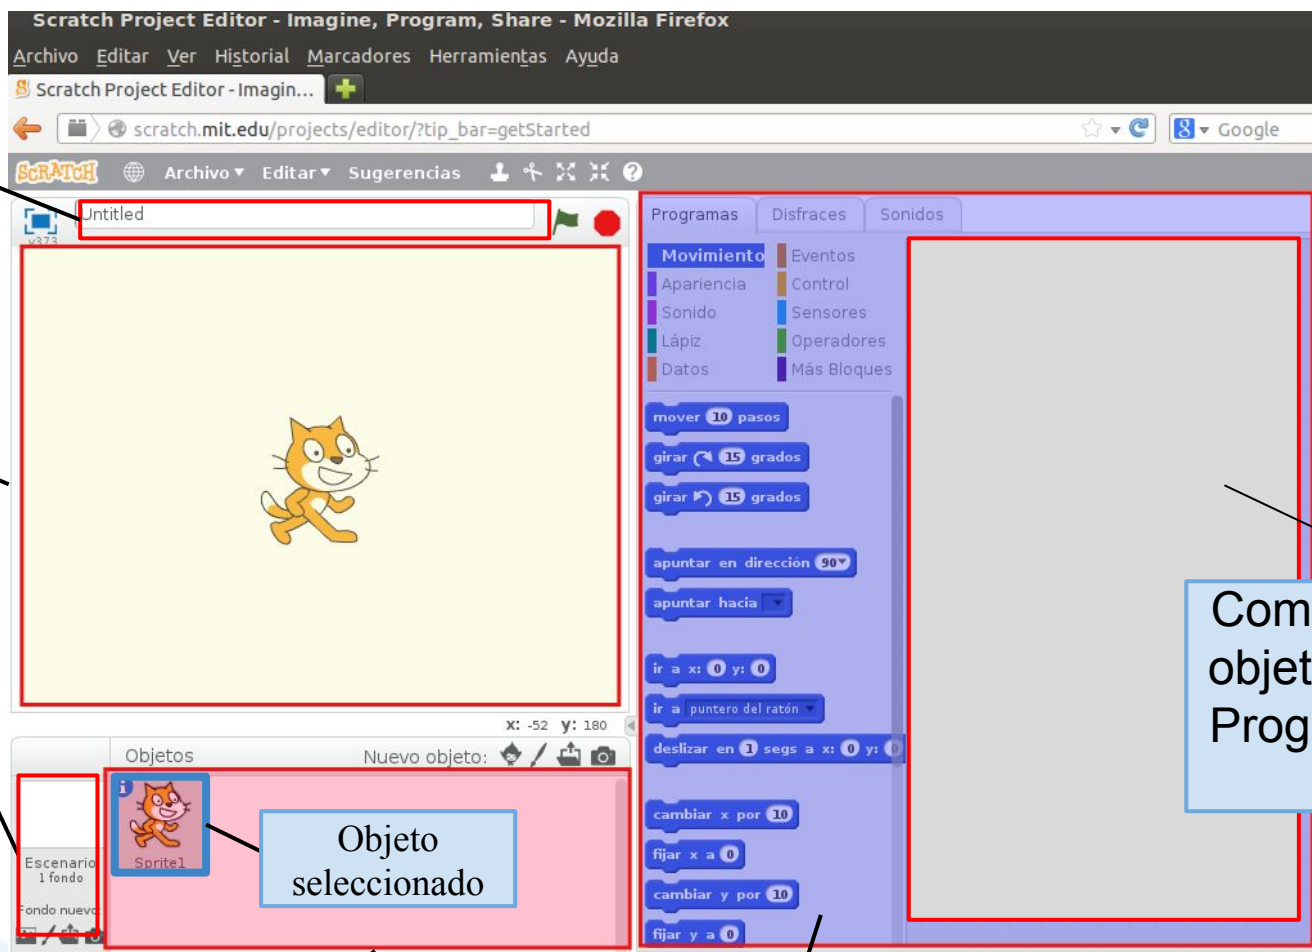 Scratch Project Editor - Imagine, Program, Share - Mozilla Firefox
Archivo Editar Ver Historial Marcadores Herramientas Ayuda
Scratch Project Editor - Imagin...
scratch.mit.edu/projects/editor/?tip_bar=getStarted
Google
SCRATCH Archivo Editar Sugerencias
Untitled
v373
X: -52 Y: 180
Objetos
Nuevo objeto:
Escenario
1 fondo
Fondo nuevo:
Sprite1
Objeto
seleccionado
Programas Disfraces Sonidos
Movimiento Eventos
Apariencia Control
Sonido Sensores
Lápiz Operadores
Datos Más Bloques
mover 10 pasos
girar 15 grados
girar 15 grados
apuntar en dirección 90
apuntar hacia
ir a x: 0 y: 0
ir a puntero del ratón
deslizar en 1 segs a x: 0 y: 0
cambiar x por 10
fijar x a 0
cambiar y por 10
fijar y a 0
Com
objet
Prog